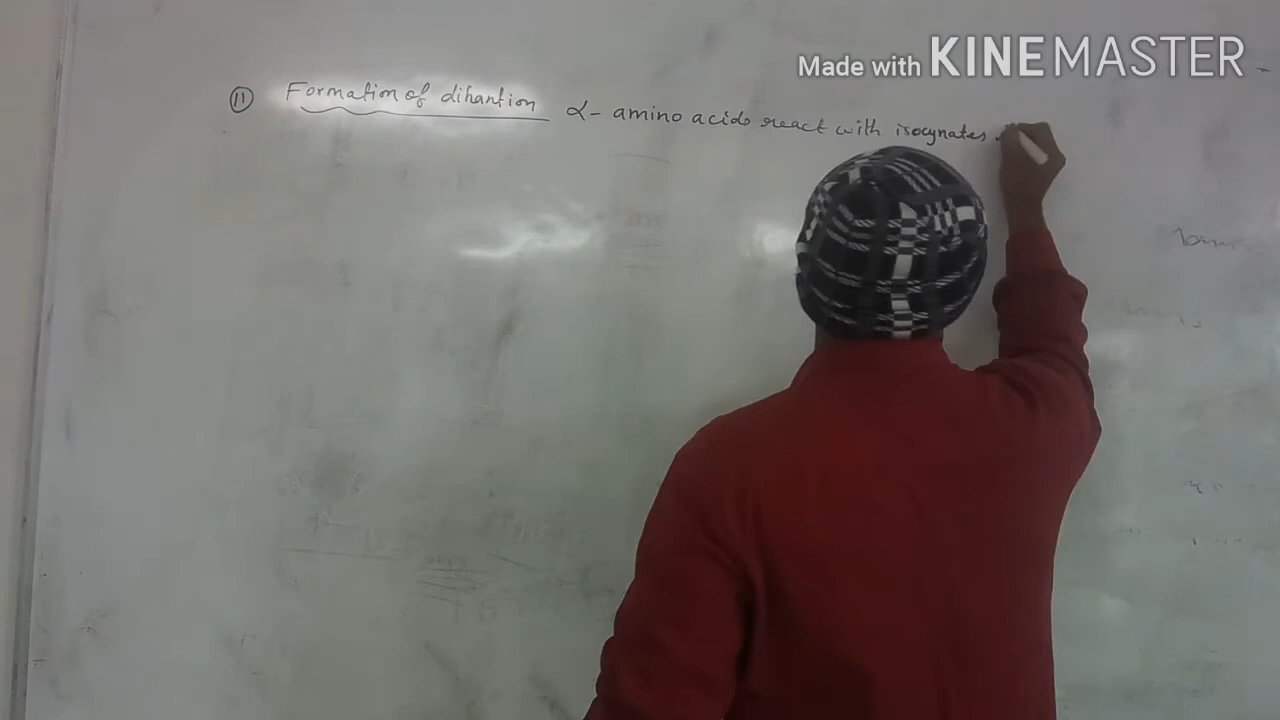 Made with KINEMASTER
11 Formation of dihantion α- amino acids react with isocynates